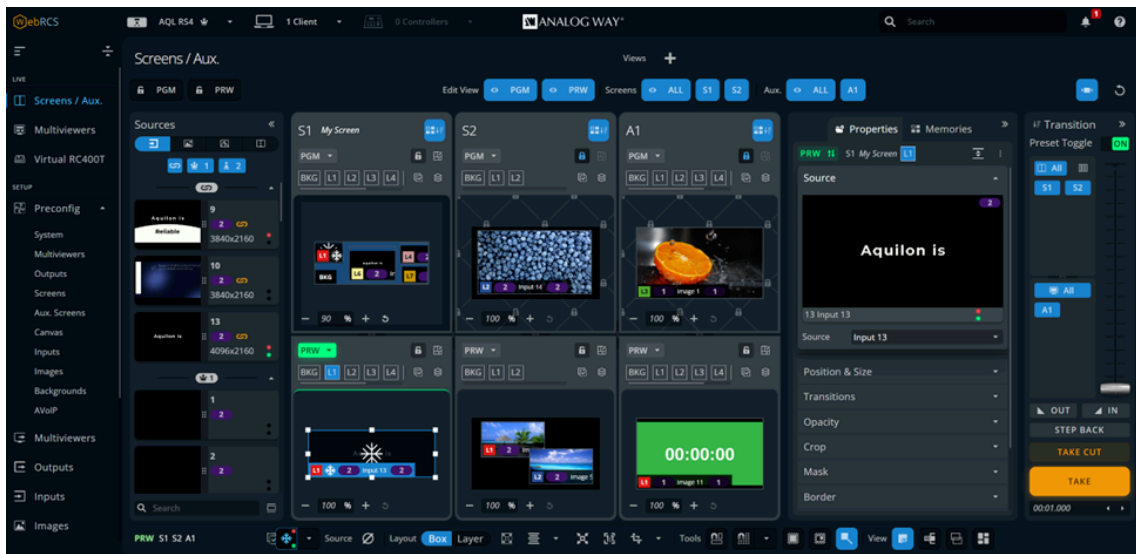 WebRCS
AQL RS4
1 Client
0 Controllers
ANALOG WAY®
Search
1
LIVE
Screens / Aux.
Multiviewers
Virtual RC400T
SETUP
Preconfig
System
Multiviewers
Outputs
Screens
Aux. Screens
Canvas
Inputs
Images
Backgrounds
AVoIP
Multiviewers
Outputs
Inputs
Images
Screens / Aux.
Views
PGM PRW
Edit View PGM PRW Screens ALL S1 S2 Aux. ALL A1
Sources
1 2
Aquilon is
Reliable
9
2
3840x2160
10
2
3840x2160
Aquilon is
13
2
4096x2160
1
1
2
2
2
Search
S1 My Screen
PGM
BKG L1 L2 L3 L4
L1 L4 2
BKG L6 2 L7
- 90 % +
S2
PGM
BKG L1 L2
L2 2 Input 14 2
- 100 % +
A1
PGM
BKG L1 L2 L3 L4
L3 1 Image 1 1
- 100 % +
PRW
BKG L1 L2 L3 L4
L1 2 Input 13 2
- 100 % +
PRW
BKG L1 L2
L1 2
L2 2 Image 1
- 100 % +
PRW
BKG L1 L2 L3 L4
00:00:00
L1 1 Image 11 1
- 100 % +
Properties Memories
PRW S1 My Screen L1
Source
2
Aquilon is
13 Input 13
Source Input 13
Position & Size
Transitions
Opacity
Crop
Mask
Border
Transition
Preset Toggle ON
All
S1 S2
All
A1
OUT IN
STEP BACK
TAKE CUT
TAKE
00:01.000
PRW S1 S2 A1
Source Layout Box Layer Tools View